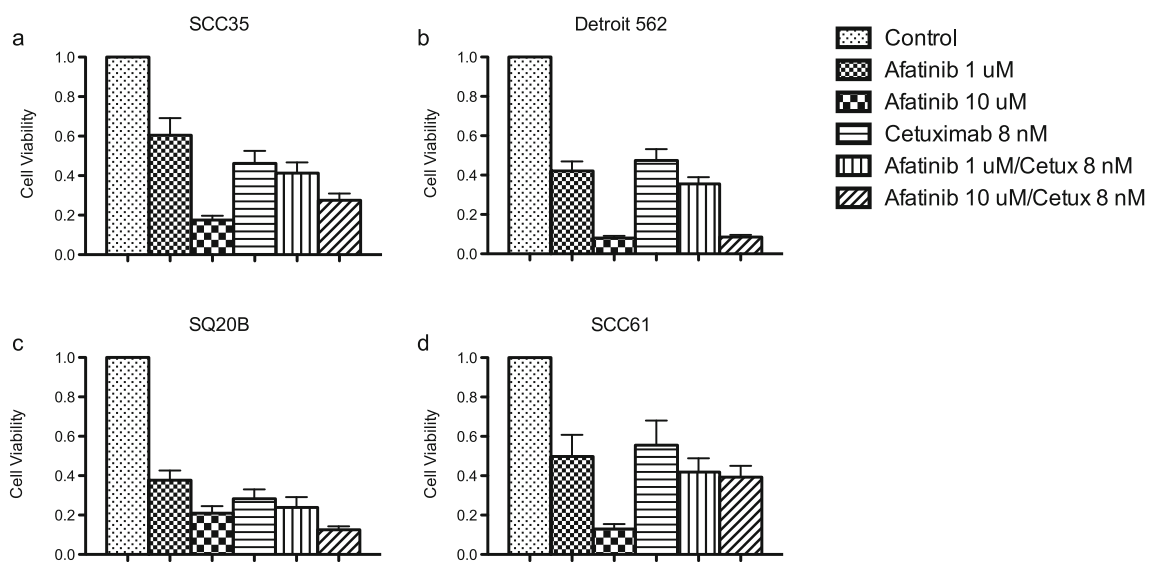 a
SCC35
1.0
0.8
0.6
0.4
0.2
0.0
Cell Viability
b
Detroit 562
1.0
0.8
0.6
0.4
0.2
0.0
Cell Viability
Control
Afatinib 1 uM
Afatinib 10 uM
Cetuximab 8 nM
Afatinib 1 uM/Cetux 8 nM
Afatinib 10 uM/Cetux 8 nM
c
SQ20B
1.0
0.8
0.6
0.4
0.2
0.0
Cell Viability
d
SCC61
1.0
0.8
0.6
0.4
0.2
0.0
Cell Viability